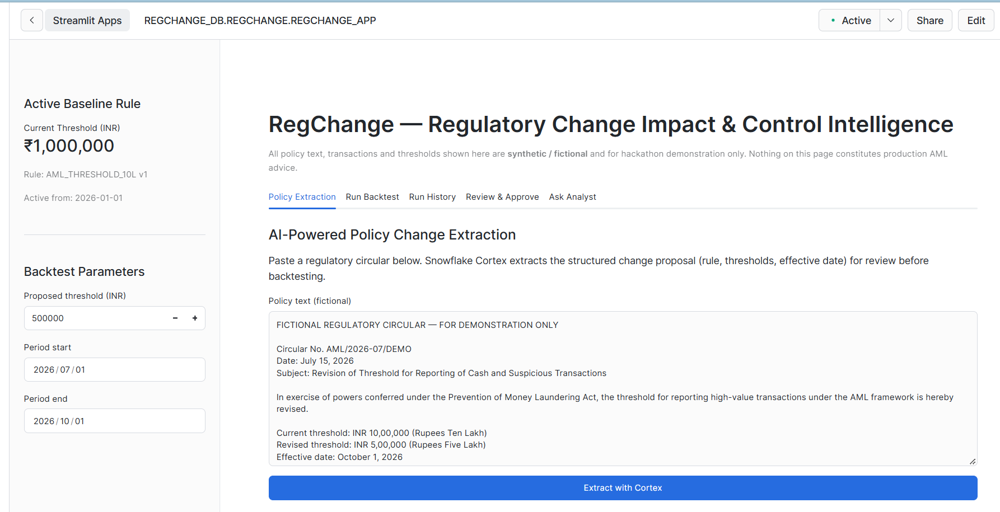 Streamlit Apps
REGCHANGE_DB.REGCHANGE.REGCHANGE_APP
Active
Share
Edit
Active Baseline Rule
Current Threshold (INR)
₹1,000,000
Rule: AML_THRESHOLD_10L v1
Active from: 2026-01-01
Backtest Parameters
Proposed threshold (INR)
500000
Period start
2026/07/01
Period end
2026/10/01
RegChange — Regulatory Change Impact & Control Intelligence
All policy text, transactions and thresholds shown here are synthetic / fictional and for hackathon demonstration only. Nothing on this page constitutes production AML
advice.
Policy Extraction
Run Backtest
Run History
Review & Approve
Ask Analyst
AI-Powered Policy Change Extraction
Paste a regulatory circular below. Snowflake Cortex extracts the structured change proposal (rule, thresholds, effective date) for review before
backtesting.
Policy text (fictional)
FICTIONAL REGULATORY CIRCULAR — FOR DEMONSTRATION ONLY
Circular No. AML/2026-07/DEMO
Date: July 15, 2026
Subject: Revision of Threshold for Reporting of Cash and Suspicious Transactions
In exercise of powers conferred under the Prevention of Money Laundering Act, the threshold for reporting high-value transactions under the AML framework is hereby
revised.
Current threshold: INR 10,00,000 (Rupees Ten Lakh)
Revised threshold: INR 5,00,000 (Rupees Five Lakh)
Effective date: October 1, 2026
Extract with Cortex